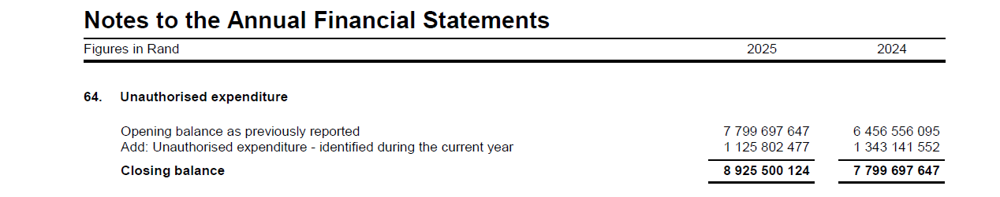 Notes to the Annual Financial Statements
Figures in Rand 2025 2024
64. Unauthorised expenditure
Opening balance as previously reported 7 799 697 647 6 456 556 095
Add: Unauthorised expenditure - identified during the current year 1 125 802 477 1 343 141 552
Closing balance 8 925 500 124 7 799 697 647